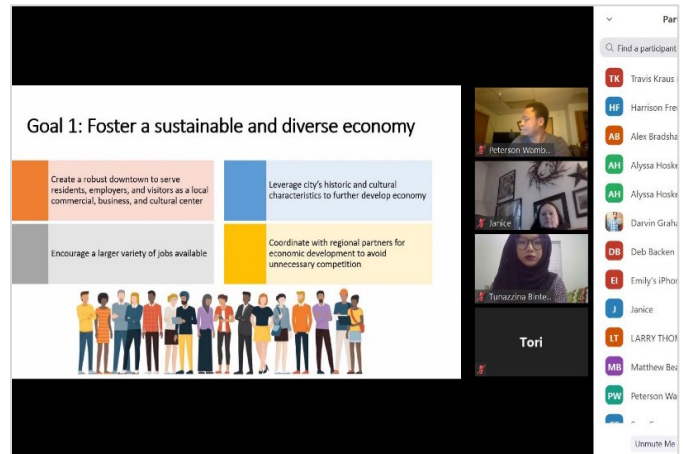 Goal 1: Foster a sustainable and diverse economy
Create a robust downtown to serve
residents, employers, and visitors as a local
commercial, business, and cultural center
Leverage city's historic and cultural
characteristics to further develop economy
Encourage a larger variety of jobs available
Coordinate with regional partners for
economic development to avoid
unnecessary competition
Peterson Wamb...
Janice
Tunazzina Binte...
Tori
Par
Find a participant
TK Travis Kraus
HF Harrison Fre
AB Alex Bradsha
AH Alyssa Hoske
AH Alyssa Hoske
Darvin Graha
DB Deb Backen
EI Emily's iPhor
J Janice
LT LARRY THO
MB Matthew Bea
PW Peterson Wa
Unmute Me